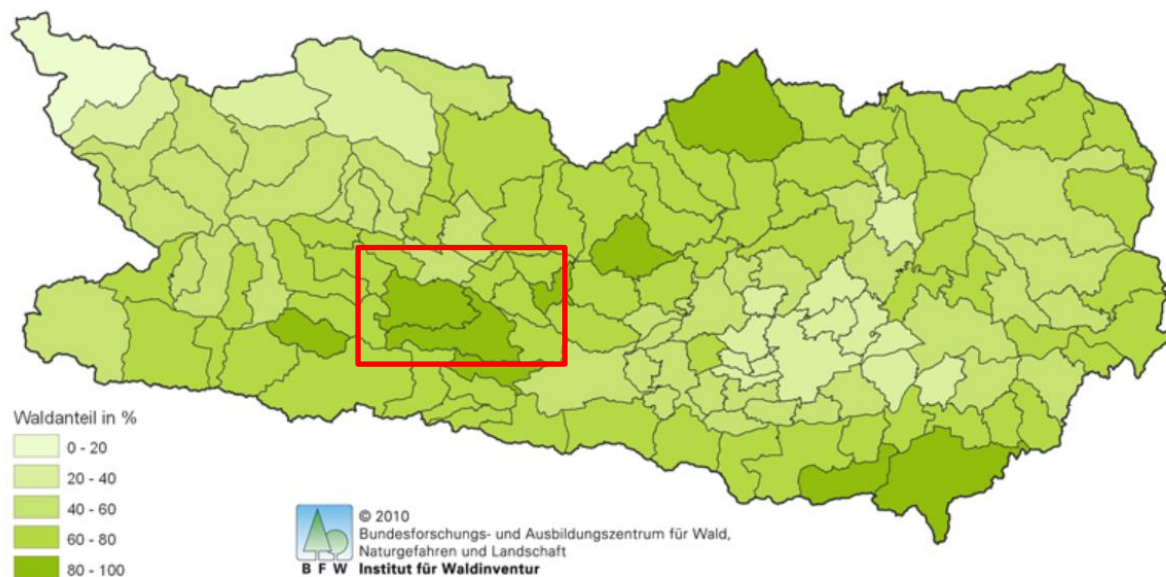 Waldanteil in %
0 - 20
20 - 40
40 - 60
60 - 80
80 - 100
© 2010
Bundesforschungs- und Ausbildungszentrum für Wald,
Naturgefahren und Landschaft
B F W Institut für Waldinventur